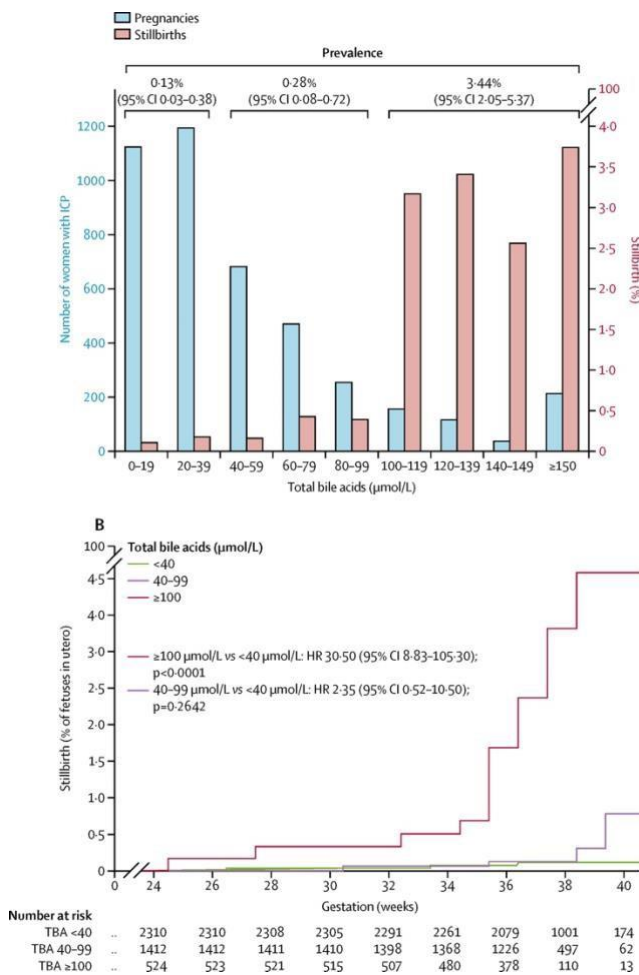 Pregnancies
Stillbirths
Prevalence
0·13%
(95% CI 0·03–0·38)
0·28%
(95% CI 0·08–0·72)
3·44%
(95% CI 2·05–5·37)
100
1200
1000
800
600
400
200
0
Number of women with ICP
4·0
3·5
3·0
2·5
2·0
1·5
1·0
0·5
0
Stillbirth (%)
0–19 20–39 40–59 60–79 80–99 100–119 120–139 140–149 ≥150
Total bile acids (µmol/L)
B
100
Total bile acids (µmol/L)
<40
40–99
≥100
≥100 µmol/L vs <40 µmol/L: HR 30·50 (95% CI 8·83–105·30);
p<0·0001
40–99 µmol/L vs <40 µmol/L: HR 2·35 (95% CI 0·52–10·50);
p=0·2642
4·5
3·0
2·5
2·0
1·5
1·0
0·5
0
Stillbirth (% of fetuses in utero)
0 24 26 28 30 32 34 36 38 40
Gestation (weeks)
Number at risk
TBA <40 .. 2310 2310 2308 2305 2291 2261 2079 1001 174
TBA 40–99 .. 1412 1412 1411 1410 1398 1368 1226 497 62
TBA ≥100 .. 524 523 521 515 507 480 378 110 13